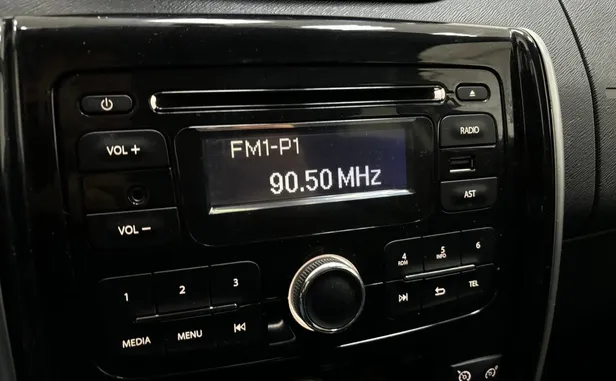 VOL +
RADIO
FM1-P1
90.50 MHz
AST
VOL −
1
2
3
4
RDM
5
INFO
6
MEDIA
MENU
TEL